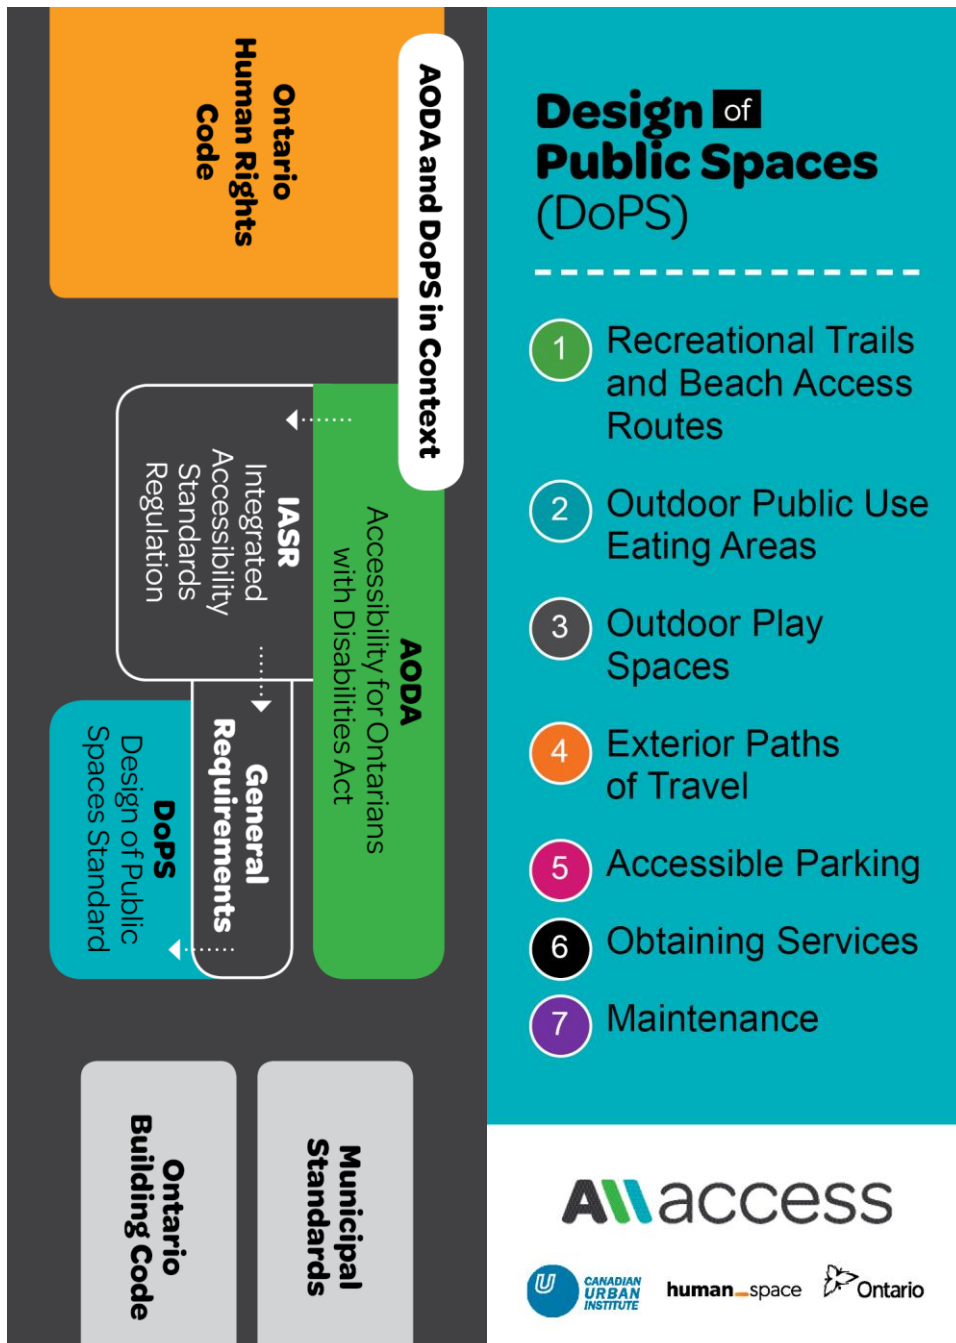 AODA and DoPS in Context
Ontario
Human Rights
Code
AODA
Accessibility for Ontarians
with Disabilities Act
IASR
Integrated
Accessibility
Standards
Regulation
General
Requirements
DoPS
Design of Public
Spaces Standard
Municipal
Standards
Ontario
Building Code
Design of
Public Spaces
(DoPS)
1 Recreational Trails
and Beach Access
Routes
2 Outdoor Public Use
Eating Areas
3 Outdoor Play
Spaces
4 Exterior Paths
of Travel
5 Accessible Parking
6 Obtaining Services
7 Maintenance
All access
U CANADIAN
URBAN
INSTITUTE
human_space
Ontario